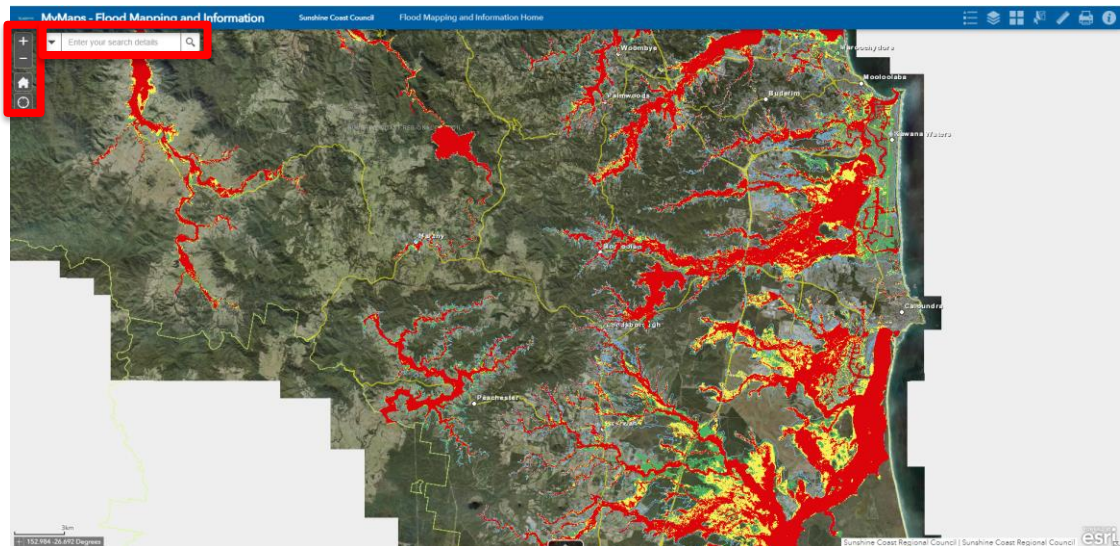 MyMaps - Flood Mapping and Information
Sunshine Coast Council
Flood Mapping and Information Home
Enter your search details
Woombye
Maroochydore
Mooloolaba
Palmwoods
Buderim
Kawana Waters
Maleny
Caloundra
Peachester
3km
152.984 -26.692 Degrees
Sunshine Coast Regional Council | Sunshine Coast Regional Council
esri